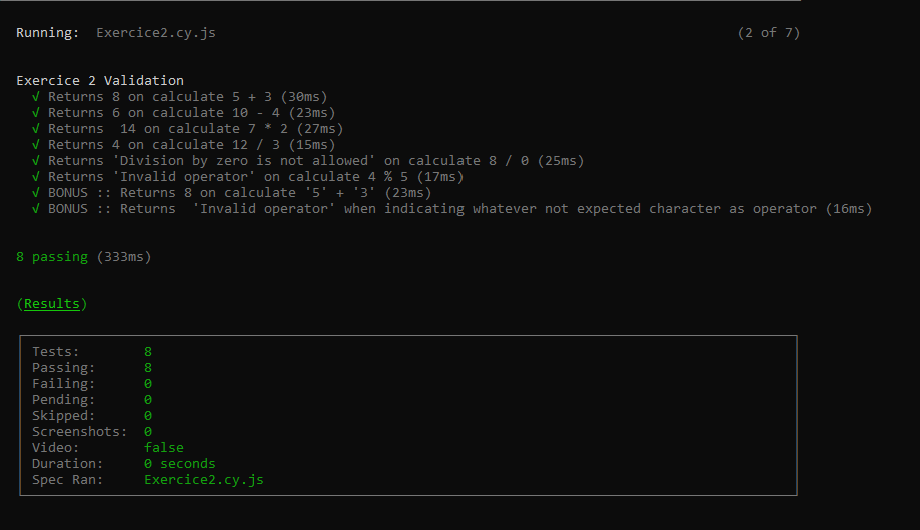 Running:  Exercice2.cy.js (2 of 7)
Exercice 2 Validation
√ Returns 8 on calculate 5 + 3 (30ms)
√ Returns 6 on calculate 10 - 4 (23ms)
√ Returns  14 on calculate 7 * 2 (27ms)
√ Returns 4 on calculate 12 / 3 (15ms)
√ Returns 'Division by zero is not allowed' on calculate 8 / 0 (25ms)
√ Returns 'Invalid operator' on calculate 4 % 5 (17ms)
√ BONUS :: Returns 8 on calculate '5' + '3' (23ms)
√ BONUS :: Returns  'Invalid operator' when indicating whatever not expected character as operator (16ms)
8 passing (333ms)
(Results)
Tests: 8
Passing: 8
Failing: 0
Pending: 0
Skipped: 0
Screenshots: 0
Video: false
Duration: 0 seconds
Spec Ran: Exercice2.cy.js